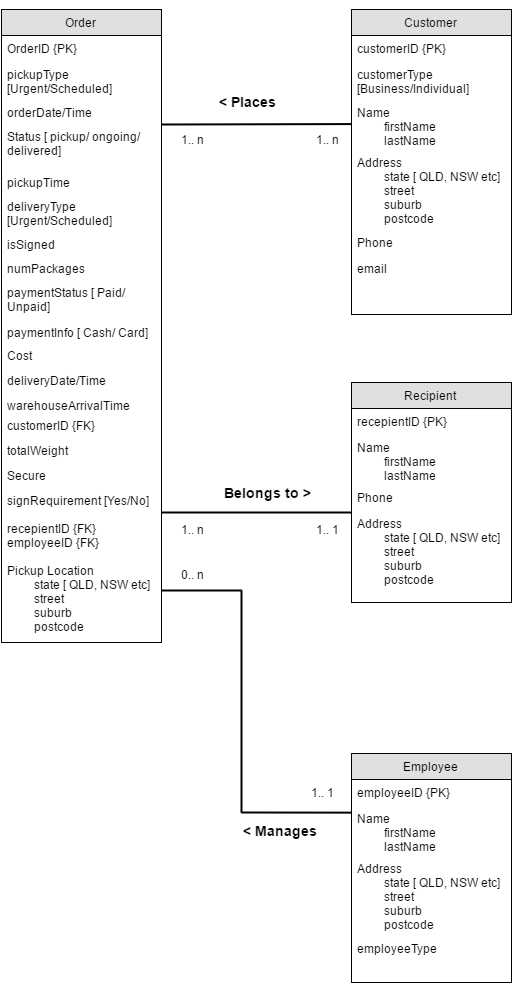 Order
OrderID {PK}
pickupType
[Urgent/Scheduled]
orderDate/Time
Status [ pickup/ ongoing/
delivered]
pickupTime
deliveryType
[Urgent/Scheduled]
isSigned
numPackages
paymentStatus [ Paid/
Unpaid]
paymentInfo [ Cash/ Card]
Cost
deliveryDate/Time
warehouseArrivalTime
customerID {FK}
totalWeight
Secure
signRequirement [Yes/No]
recepientID {FK}
employeeID {FK}
Pickup Location
state [ QLD, NSW etc]
street
suburb
postcode
< Places
1.. n
1.. n
Customer
customerID {PK}
customerType
[Business/Individual]
Name
firstName
lastName
Address
state [ QLD, NSW etc]
street
suburb
postcode
Phone
email
Belongs to >
1.. n
1.. 1
Recipient
recepientID {PK}
Name
firstName
lastName
Phone
Address
state [ QLD, NSW etc]
street
suburb
postcode
0.. n
1.. 1
< Manages
Employee
employeeID {PK}
Name
firstName
lastName
Address
state [ QLD, NSW etc]
street
suburb
postcode
employeeType